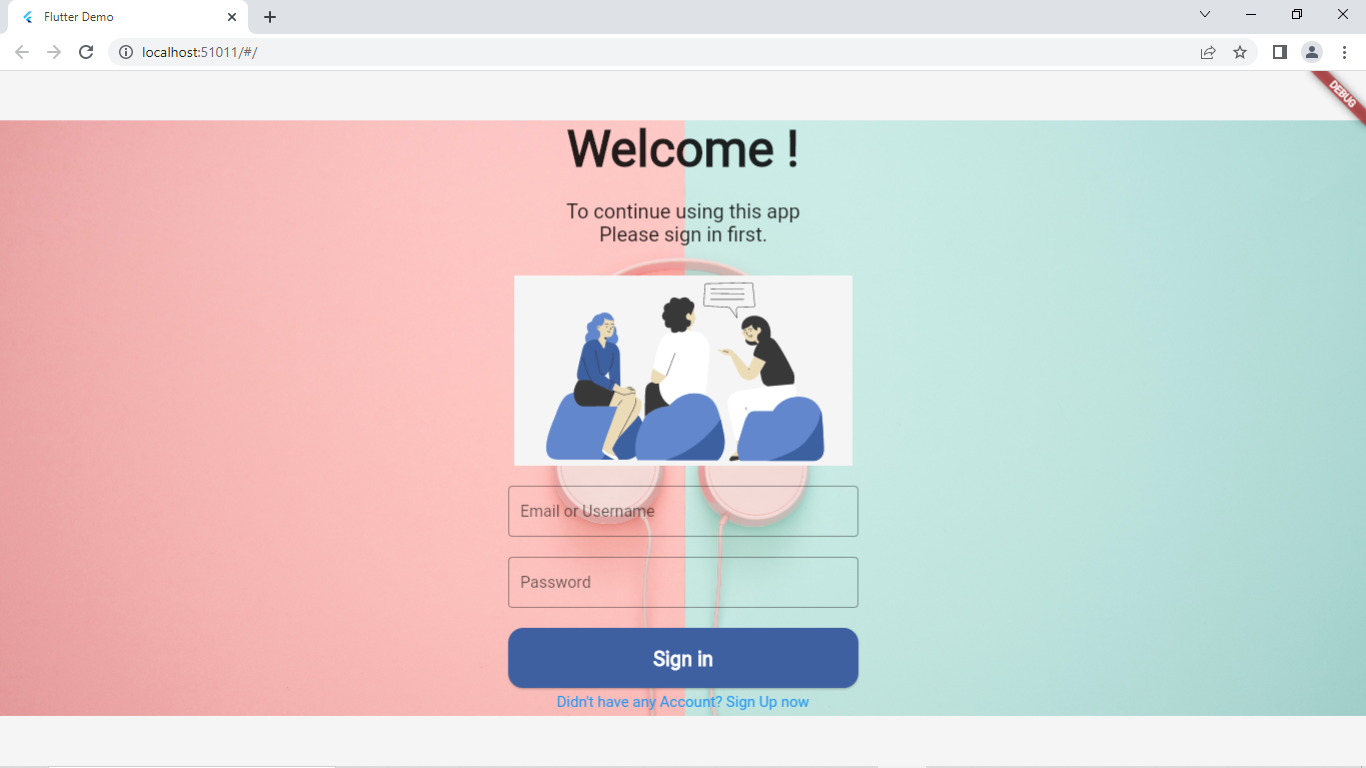 Flutter Demo
localhost:51011/#/
DEBUG
Welcome !
To continue using this app
Please sign in first.
Email or Username
Password
Sign in
Didn't have any Account? Sign Up now